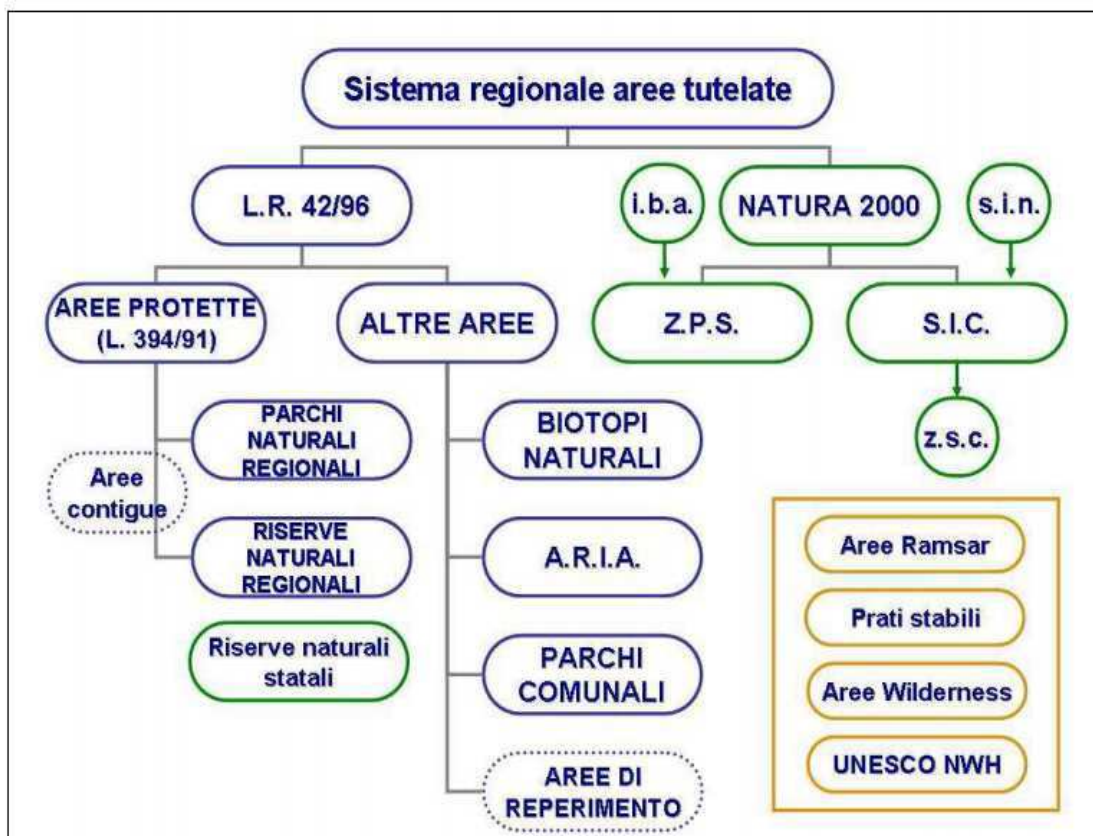 Sistema regionale aree tutelate
L.R. 42/96
i.b.a.
NATURA 2000
s.i.n.
AREE PROTETTE
(L. 394/91)
ALTRE AREE
Z.P.S.
S.I.C.
PARCHI
NATURALI
REGIONALI
Aree
contigue
RISERVE
NATURALI
REGIONALI
Riserve naturali
statali
BIOTOPI
NATURALI
A.R.I.A.
PARCHI
COMUNALI
AREE DI
REPERIMENTO
z.s.c.
Aree Ramsar
Prati stabili
Aree Wilderness
UNESCO NWH